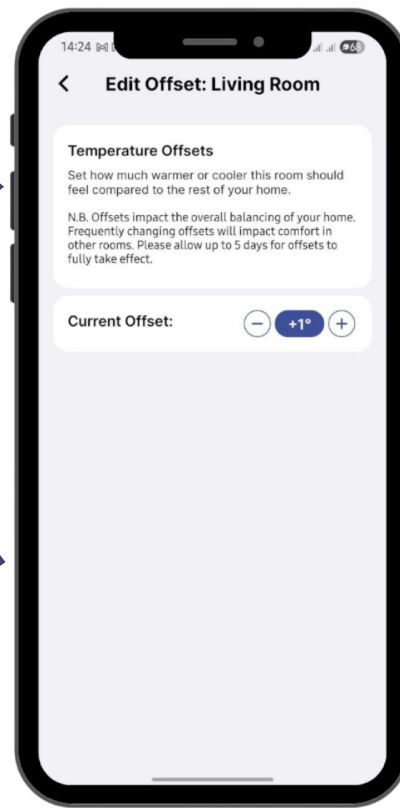 14:24
Edit Offset: Living Room
Temperature Offsets
Set how much warmer or cooler this room should
feel compared to the rest of your home.
N.B. Offsets impact the overall balancing of your home.
Frequently changing offsets will impact comfort in
other rooms. Please allow up to 5 days for offsets to
fully take effect.
Current Offset:
− +1° +